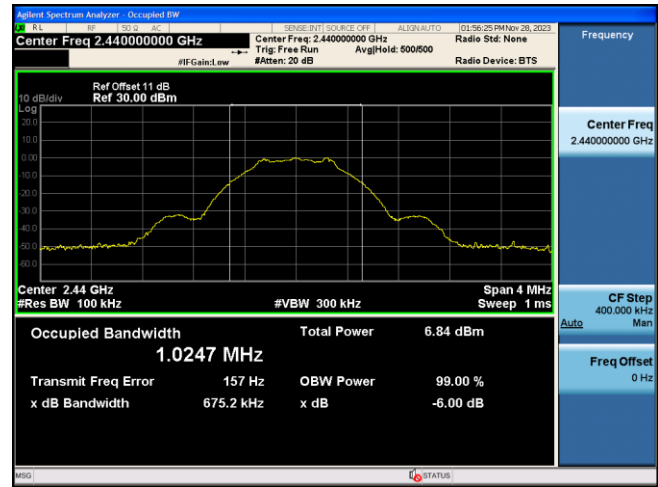 Agilent Spectrum Analyzer - Occupied BW
RL RF 50 Ω AC SENSE:INT SOURCE OFF ALIGNAUTO 01:56:25 PM Nov 28, 2023
Center Freq 2.440000000 GHz
Center Freq: 2.440000000 GHz
Radio Std: None
Trig: Free Run Avg|Hold: 500/500
#IFGain:Low
#Atten: 20 dB
Radio Device: BTS
Ref Offset 11 dB
10 dB/div Ref 30.00 dBm
Log
20.0
10.0
0.00
-10.0
-20.0
-30.0
-40.0
-50.0
-60.0
Center 2.44 GHz Span 4 MHz
#Res BW 100 kHz #VBW 300 kHz Sweep 1 ms
Occupied Bandwidth Total Power 6.84 dBm
1.0247 MHz
Transmit Freq Error 157 Hz OBW Power 99.00 %
x dB Bandwidth 675.2 kHz x dB -6.00 dB
MSG STATUS
Frequency
Center Freq
2.440000000 GHz
CF Step
400.000 kHz
Auto Man
Freq Offset
0 Hz